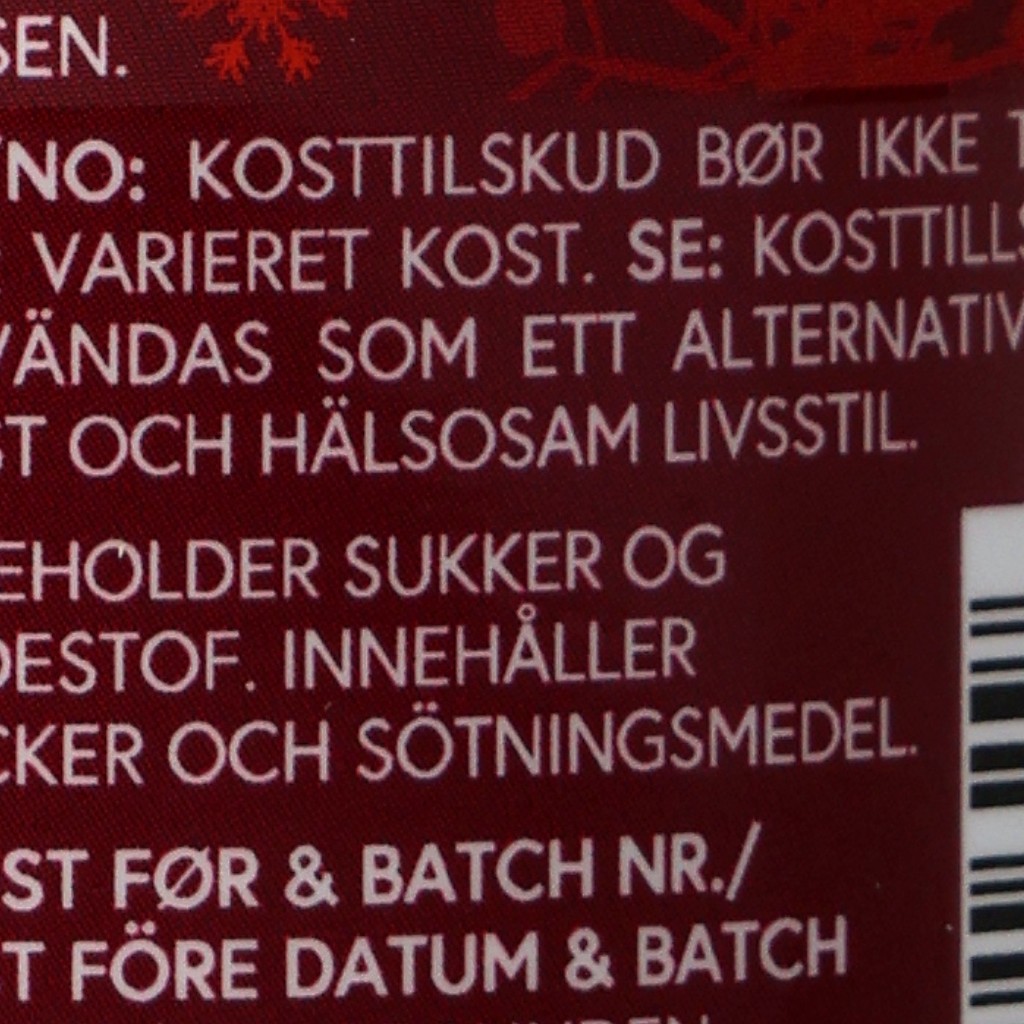 SEN.
/NO: KOSTTILSKUD BØR IKKE
VARIERET KOST. SE: KOSTTILLS
VÄNDAS SOM ETT ALTERNATIV
ST OCH HÄLSOSAM LIVSSTIL.
EHOLDER SUKKER OG
DESTOF. INNEHÅLLER
CKER OCH SÖTNINGSMEDEL.
ST FØR & BATCH NR./
T FÖRE DATUM & BATCH